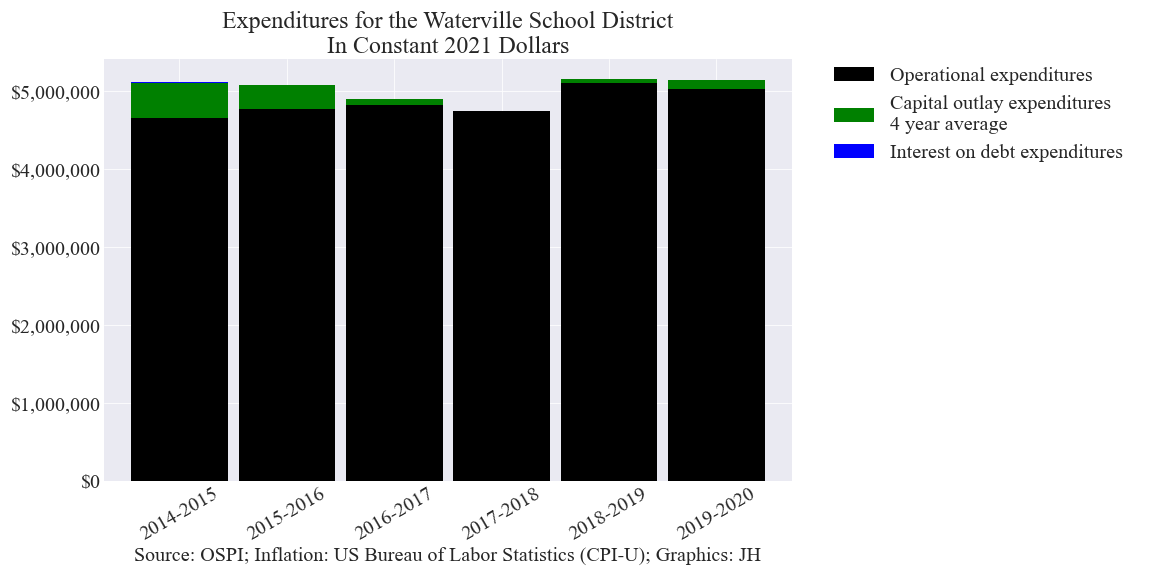 Expenditures for the Waterville School District
In Constant 2021 Dollars
$5,000,000
$4,000,000
$3,000,000
$2,000,000
$1,000,000
$0
2014-2015
2015-2016
2016-2017
2017-2018
2018-2019
2019-2020
Source: OSPI; Inflation: US Bureau of Labor Statistics (CPI-U); Graphics: JH
Operational expenditures
Capital outlay expenditures
4 year average
Interest on debt expenditures